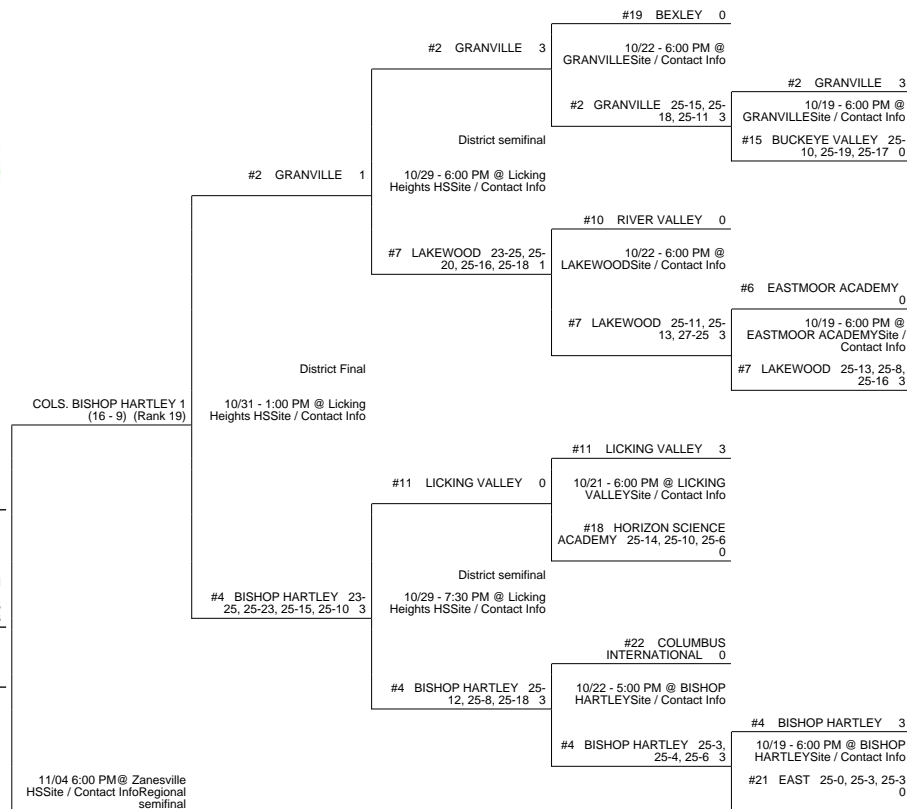 #19 BEXLEY 0
#2 GRANVILLE 3
10/22 - 6:00 PM @
GRANVILLESite / Contact Info
#2 GRANVILLE 3
#2 GRANVILLE 25-15, 25-
18, 25-11 3
10/19 - 6:00 PM @
GRANVILLESite / Contact Info
District semifinal
#15 BUCKEYE VALLEY 25-
10, 25-19, 25-17 0
#2 GRANVILLE 1
10/29 - 6:00 PM @ Licking
Heights HSSite / Contact Info
#10 RIVER VALLEY 0
#7 LAKEWOOD 23-25, 25-
20, 25-16, 25-18 1
10/22 - 6:00 PM @
LAKEWOODSite / Contact Info
#6 EASTMOOR ACADEMY
0
#7 LAKEWOOD 25-11, 25-
13, 27-25 3
10/19 - 6:00 PM @
EASTMOOR ACADEMYSite /
Contact Info
District Final
#7 LAKEWOOD 25-13, 25-8,
25-16 3
COLS. BISHOP HARTLEY 1
(16 - 9) (Rank 19)
10/31 - 1:00 PM @ Licking
Heights HSSite / Contact Info
#11 LICKING VALLEY 3
#11 LICKING VALLEY 0
10/21 - 6:00 PM @ LICKING
VALLEYSite / Contact Info
#18 HORIZON SCIENCE
ACADEMY 25-14, 25-10, 25-6
0
District semifinal
#4 BISHOP HARTLEY 23-
25, 25-23, 25-15, 25-10 3
10/29 - 7:30 PM @ Licking
Heights HSSite / Contact Info
#22 COLUMBUS
INTERNATIONAL 0
#4 BISHOP HARTLEY 25-
12, 25-8, 25-18 3
10/22 - 5:00 PM @ BISHOP
HARTLEYSite / Contact Info
#4 BISHOP HARTLEY 3
#4 BISHOP HARTLEY 25-3,
25-4, 25-6 3
10/19 - 6:00 PM @ BISHOP
HARTLEYSite / Contact Info
#21 EAST 25-0, 25-3, 25-3
0
11/04 6:00 PM@ Zanesville
HSSite / Contact InfoRegional
semifinal